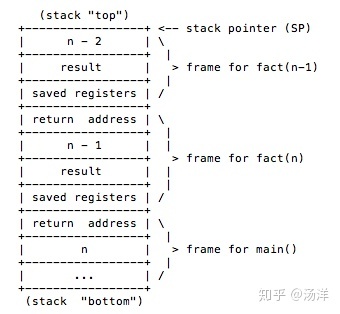 (stack "top")
+-----------------+ <-- stack pointer (SP)
|      n - 2      | \
+-----------------+  |
|     result      |   > frame for fact(n-1)
+-----------------+  |
| saved registers | /
+-----------------+
| return  address | \
+-----------------+  |
|      n - 1      |  |
+-----------------+   > frame for fact(n)
|     result      |  |
+-----------------+  |
| saved registers | /
+-----------------+
| return  address | \
+-----------------+  |
|        n        |   > frame for main()
+-----------------+  |
|       ...       | /
+-----------------+
(stack  "bottom")
知乎 @汤洋